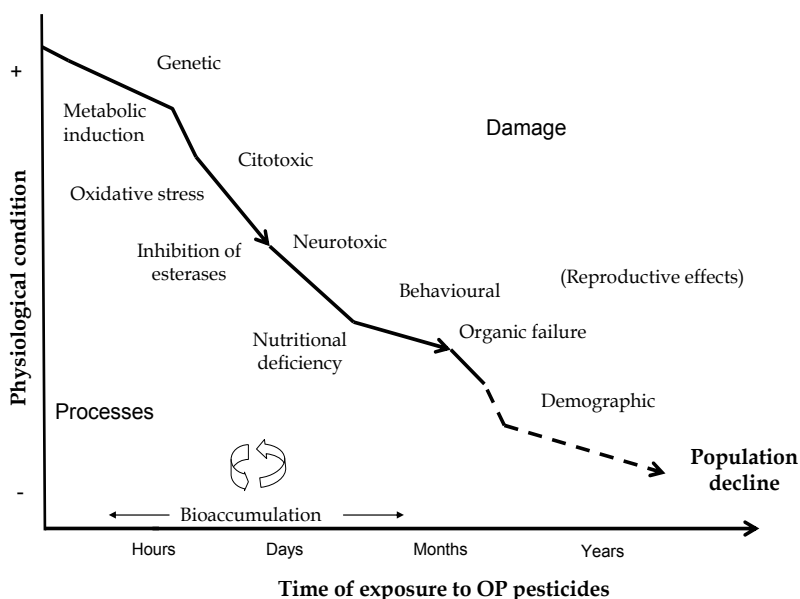 +
Genetic
Metabolic
induction
Damage
Citotoxic
Oxidative stress
Neurotoxic
Inhibition of
esterases
Behavioural
(Reproductive effects)
Nutritional
deficiency
Organic failure
Physiological condition
Processes
Demographic
Population
decline
-
Bioaccumulation
Hours
Days
Months
Years
Time of exposure to OP pesticides